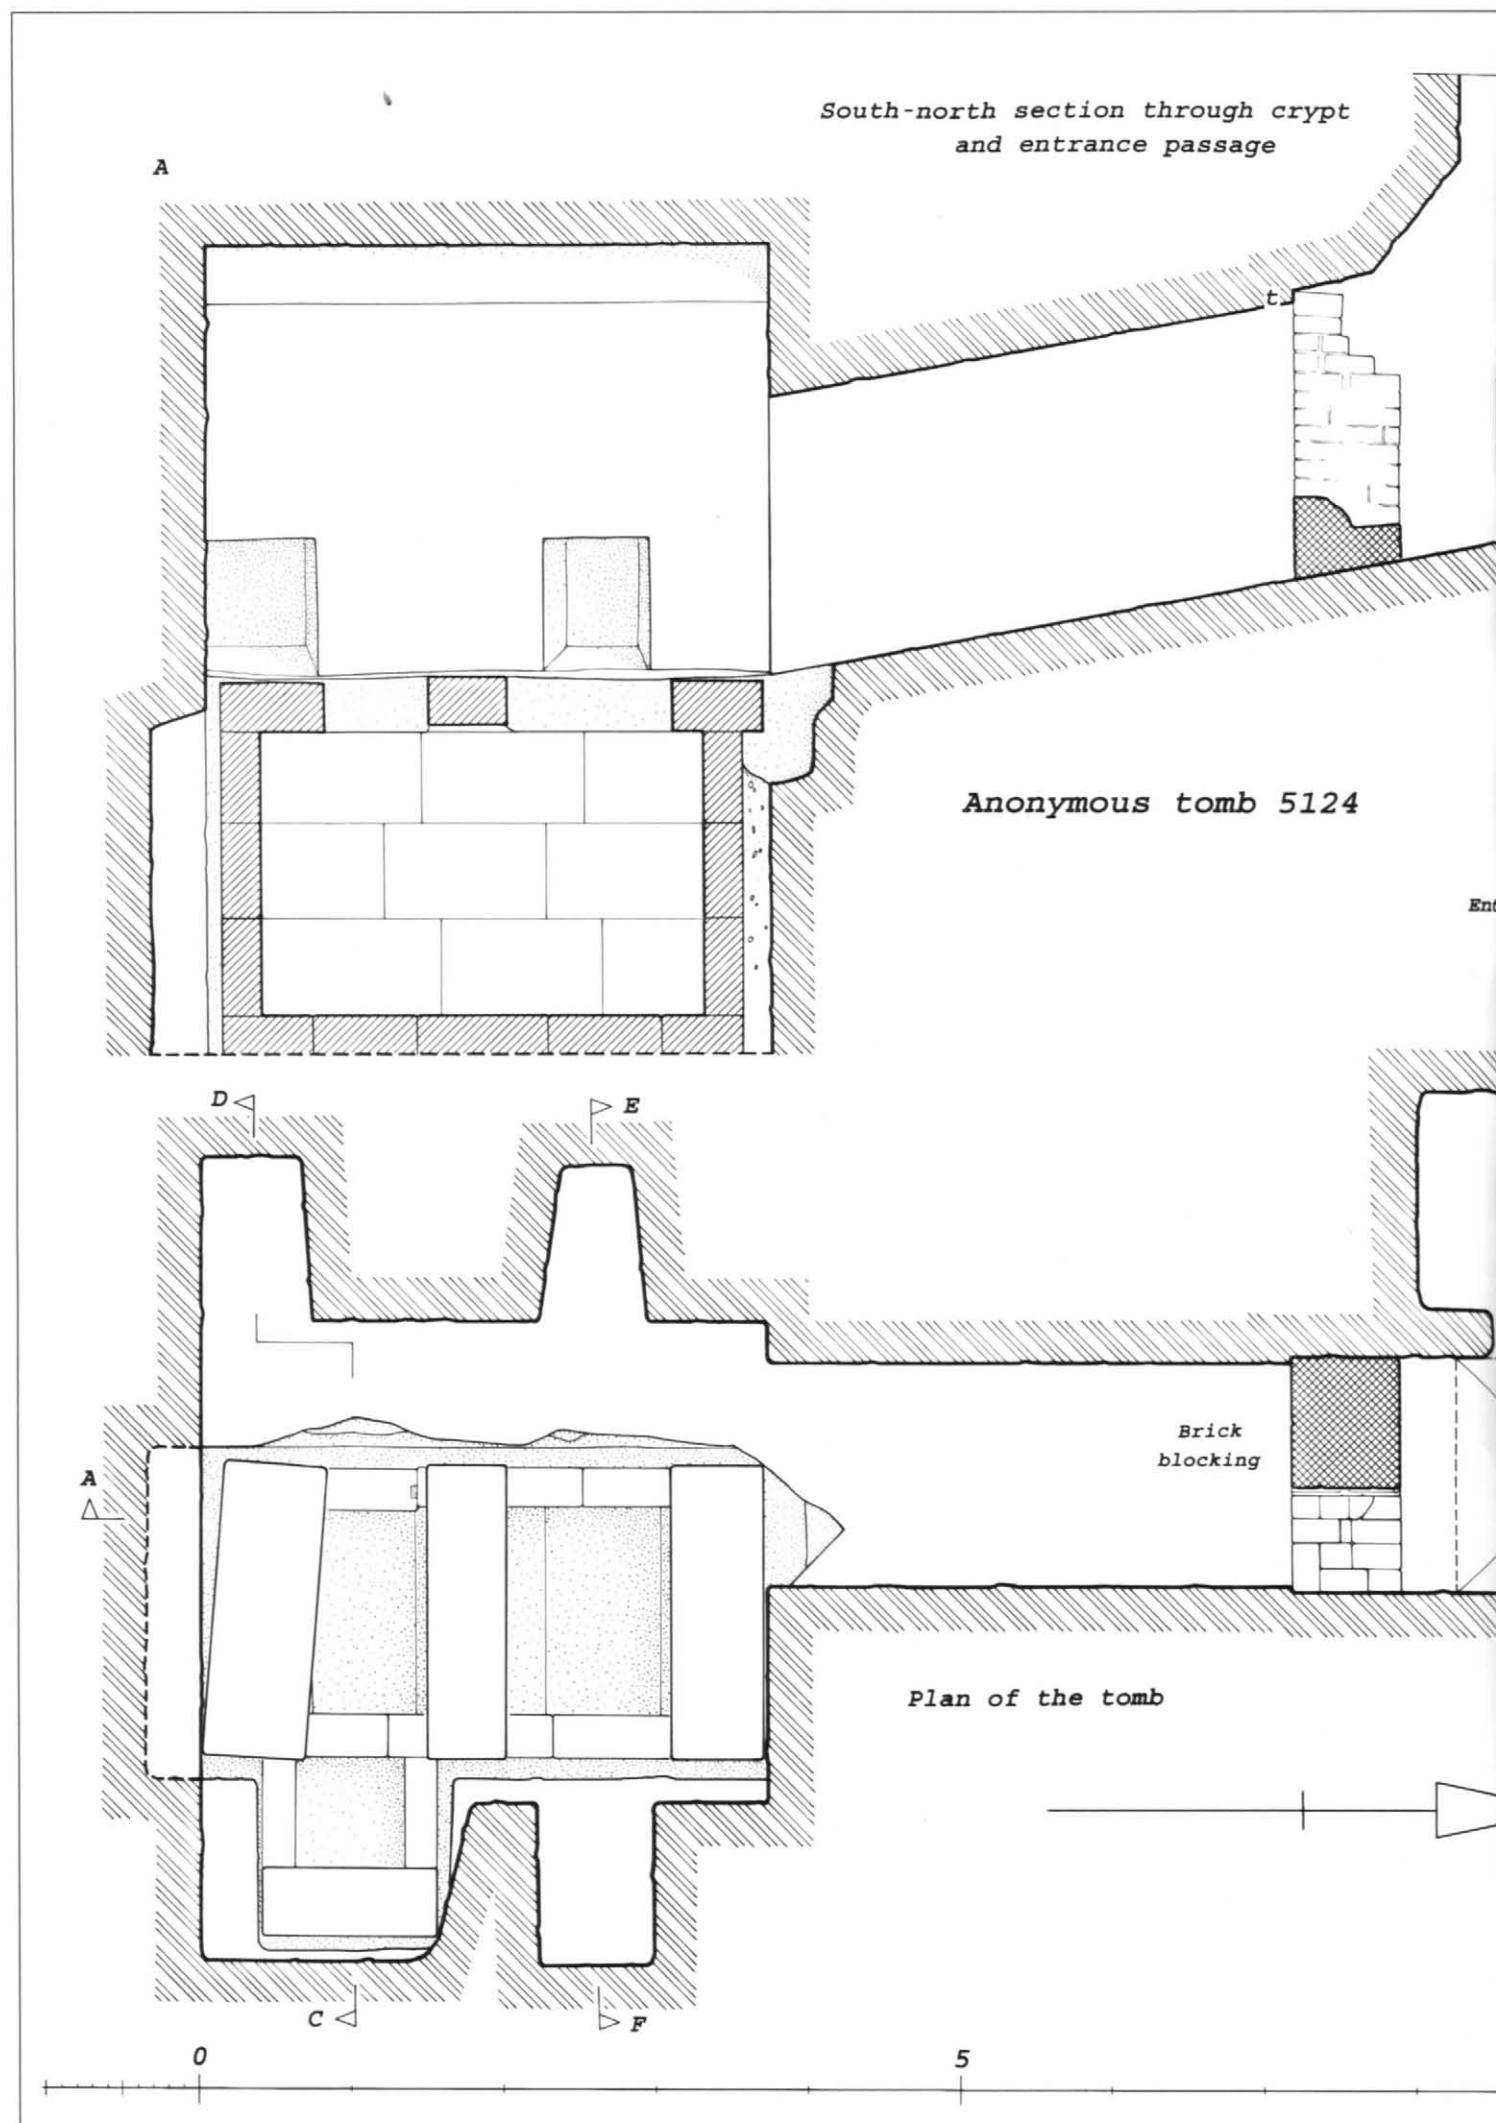 South-north section through crypt
and entrance passage
A
t.
Anonymous tomb 5124
Ent
D
E
Brick
blocking
A
Plan of the tomb
C
F
0
5